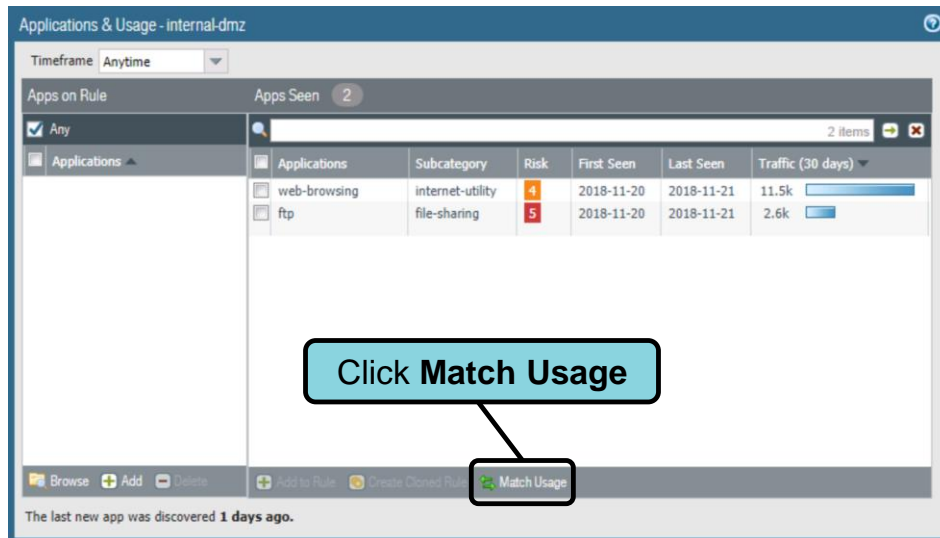 Applications & Usage - internal-dmz
Timeframe Anytime
Apps on Rule Apps Seen 2
Any 2 items
Applications Applications Subcategory Risk First Seen Last Seen Traffic (30 days)
web-browsing internet-utility 4 2018-11-20 2018-11-21 11.5k
ftp file-sharing 5 2018-11-20 2018-11-21 2.6k
Click Match Usage
Browse Add Delete Add to Rule Create Cloned Rule Match Usage
The last new app was discovered 1 days ago.